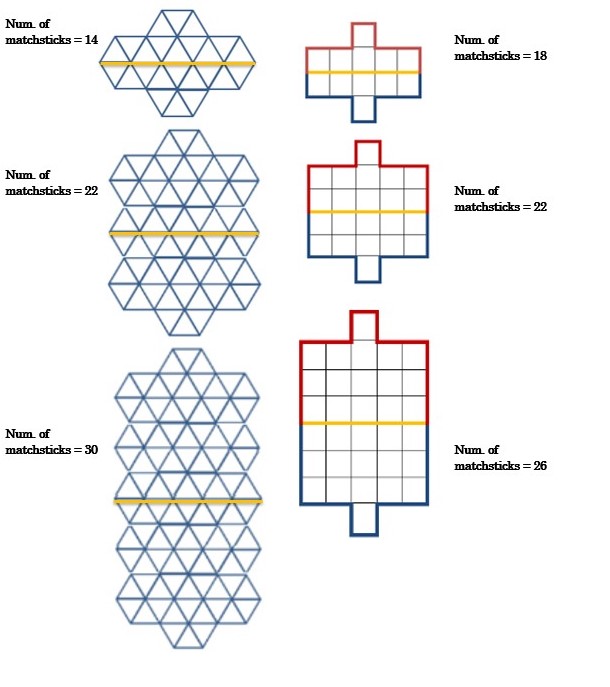 Num. of
matchsticks = 14
Num. of
matchsticks = 18
Num. of
matchsticks = 22
Num. of
matchsticks = 22
Num. of
matchsticks = 30
Num. of
matchsticks = 26